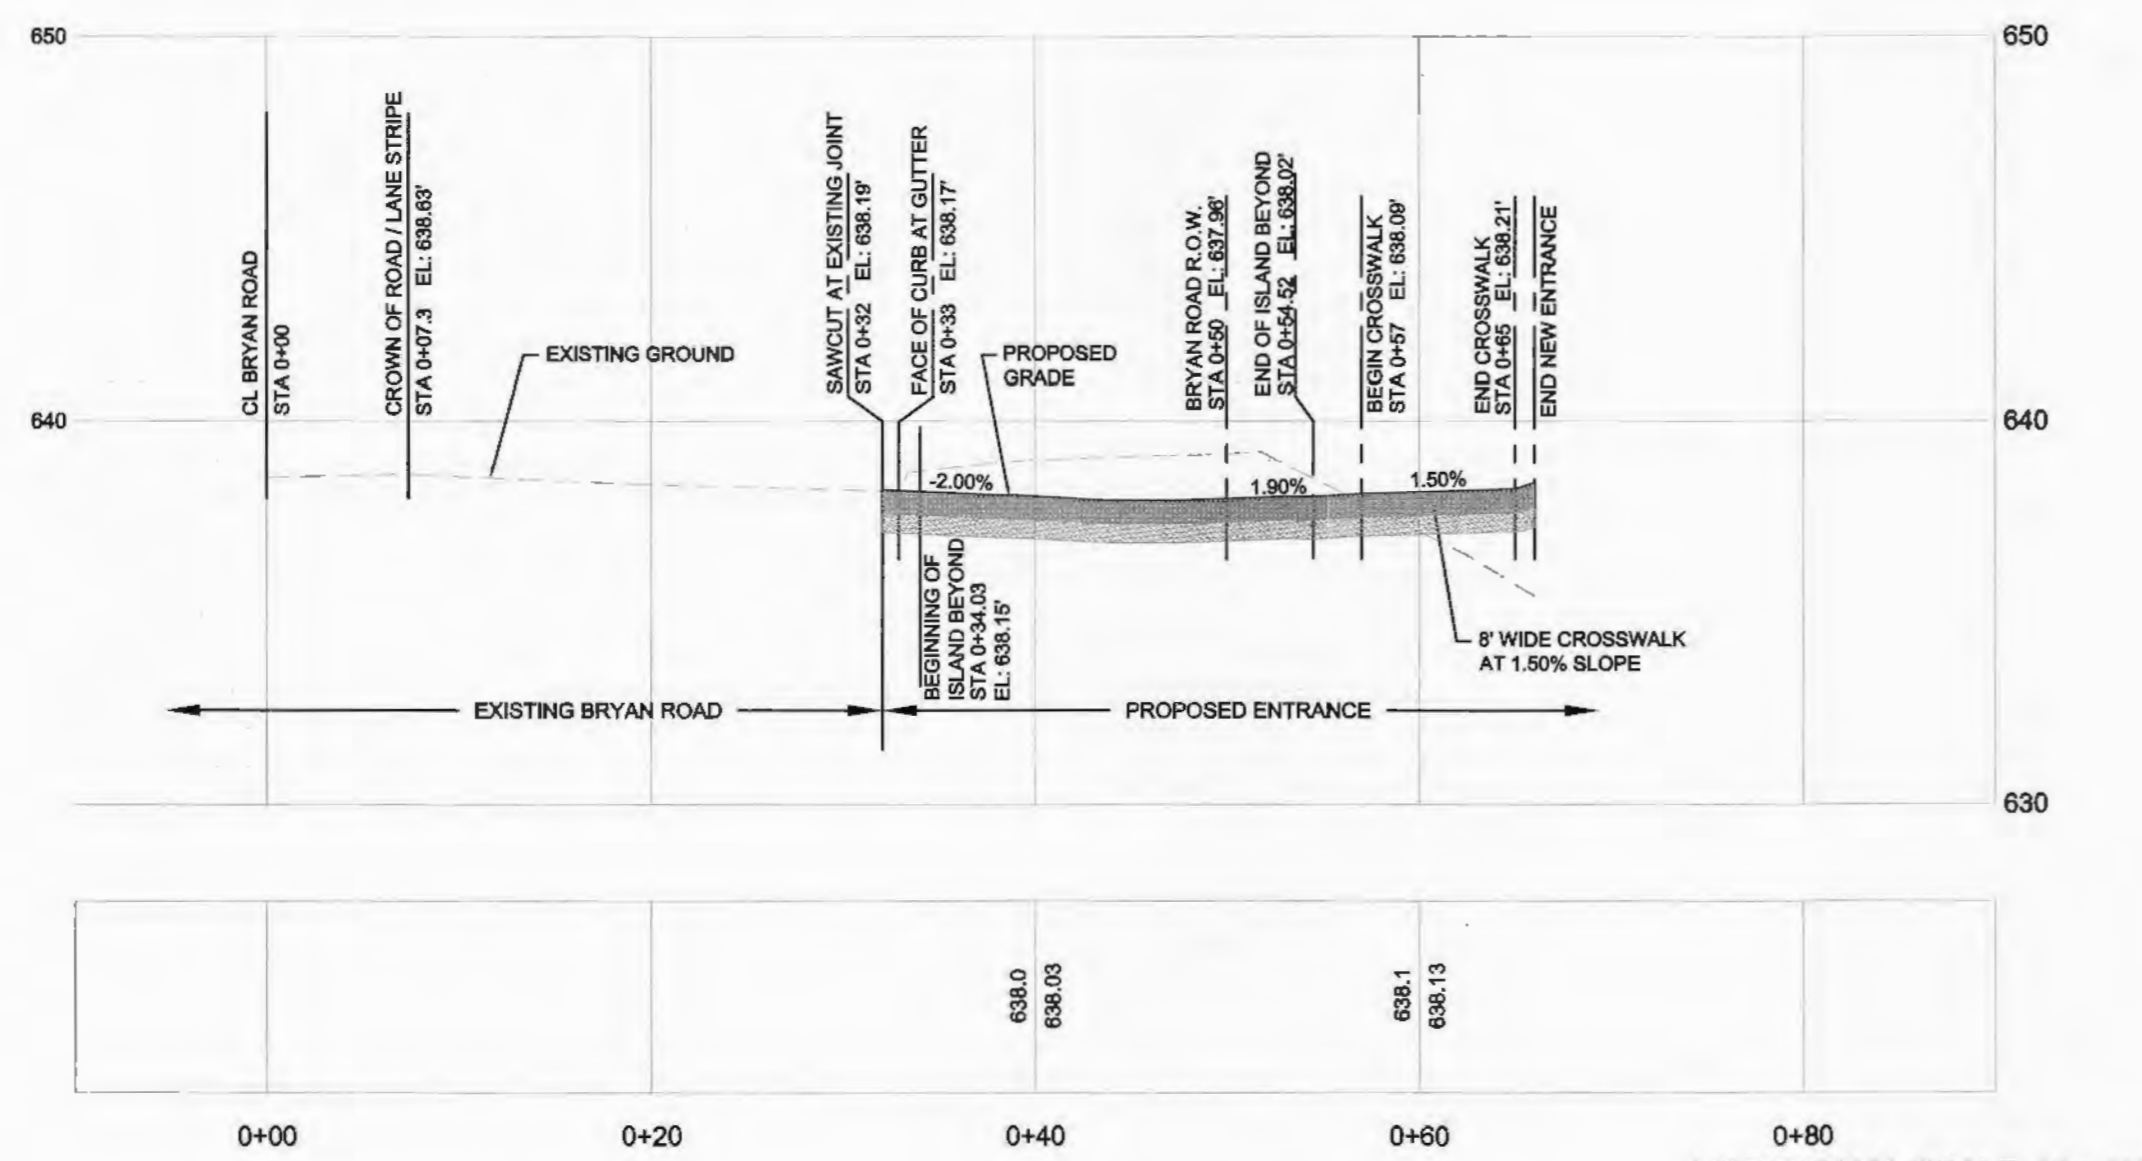 650
650
CL BRYAN ROAD
STA 0+00
CROWN OF ROAD / LANE STRIPE
STA 0+07.3 EL: 638.63'
SAWCUT AT EXISTING JOINT
STA 0+32 EL: 638.19'
FACE OF CURB AT GUTTER
STA 0+33 EL: 638.17'
BRYAN ROAD R.O.W.
STA 0+50 EL: 637.96'
END OF ISLAND BEYOND
STA 0+54.52 EL: 638.02'
BEGIN CROSSWALK
STA 0+57 EL: 638.09'
END CROSSWALK
STA 0+65 EL: 638.21'
END NEW ENTRANCE
EXISTING GROUND
PROPOSED
GRADE
640
640
-2.00%
1.90%
1.50%
BEGINNING OF
ISLAND BEYOND
STA 0+34.03
EL: 638.15'
8' WIDE CROSSWALK
AT 1.50% SLOPE
EXISTING BRYAN ROAD
PROPOSED ENTRANCE
630
638.0
638.03
638.1
638.13
0+00
0+20
0+40
0+60
0+80